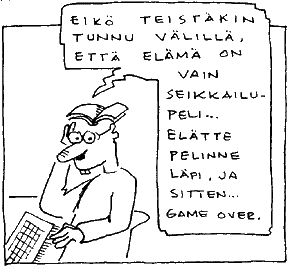 EIKÖ TEISTÄKIN
TUNNU VÄLILLÄ,
ETTÄ ELÄMÄ ON
VAIN
SEIKKAILU-
PELI...
ELÄTTE
PELINNE
LÄPI, JA
SITTEN...
GAME OVER.